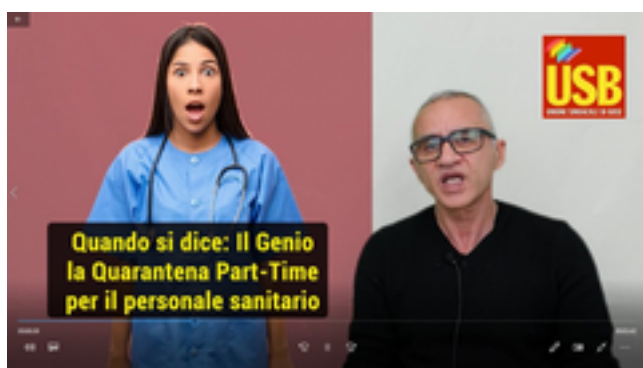 USB
Quando si dice: Il Genio
la Quarantena Part-Time
per il personale sanitario